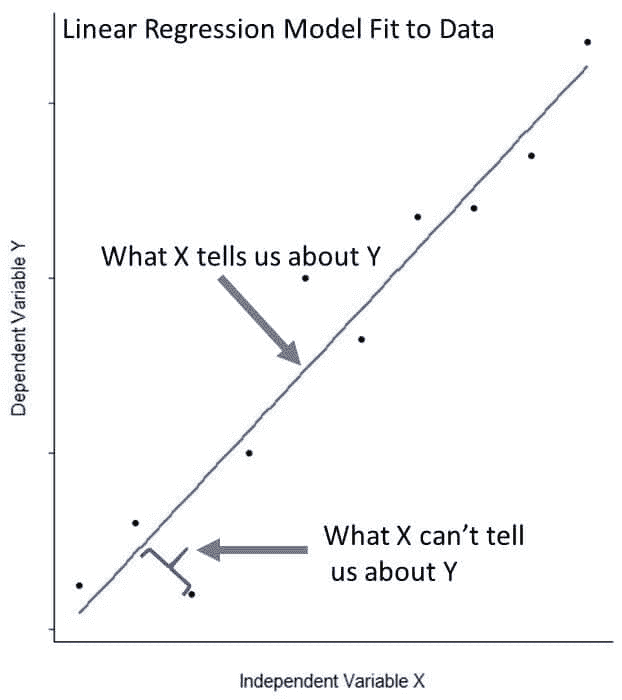 Linear Regression Model Fit to Data
What X tells us about Y
Dependent Variable Y
What X can’t tell
us about Y
Independent Variable X